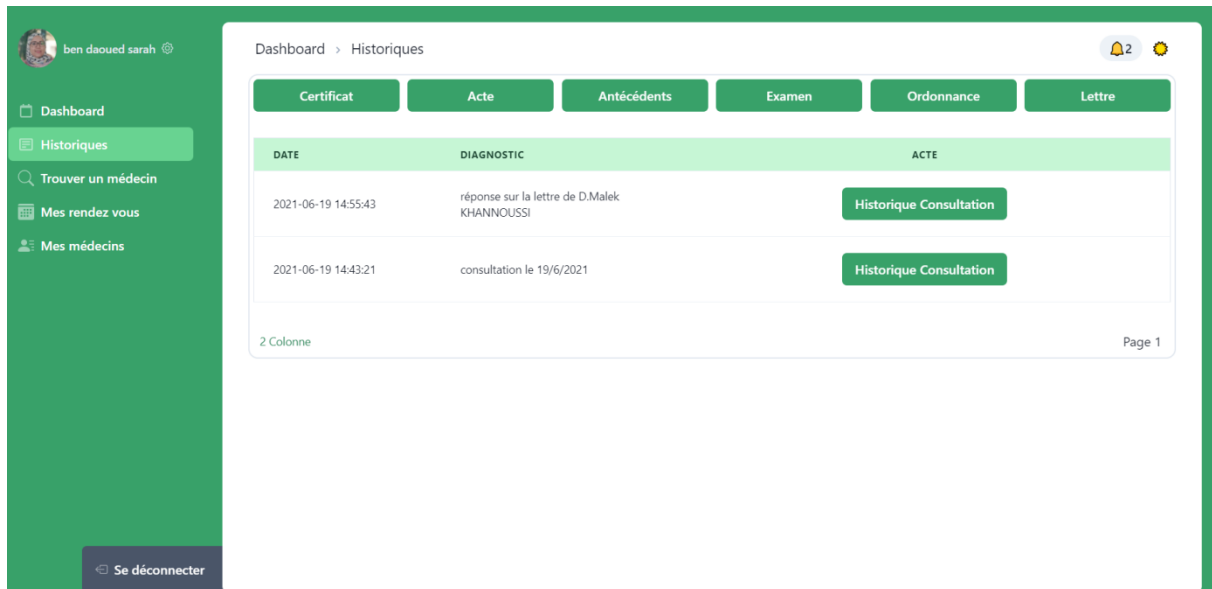 ben daoued sarah
Dashboard
Historiques
Trouver un médecin
Mes rendez vous
Mes médecins
Se déconnecter
Dashboard > Historiques
2
Certificat Acte Antécédents Examen Ordonnance Lettre
DATE DIAGNOSTIC ACTE
2021-06-19 14:55:43 réponse sur la lettre de D.Malek Historique Consultation
KHANNOUSSI
2021-06-19 14:43:21 consultation le 19/6/2021 Historique Consultation
2 Colonne Page 1